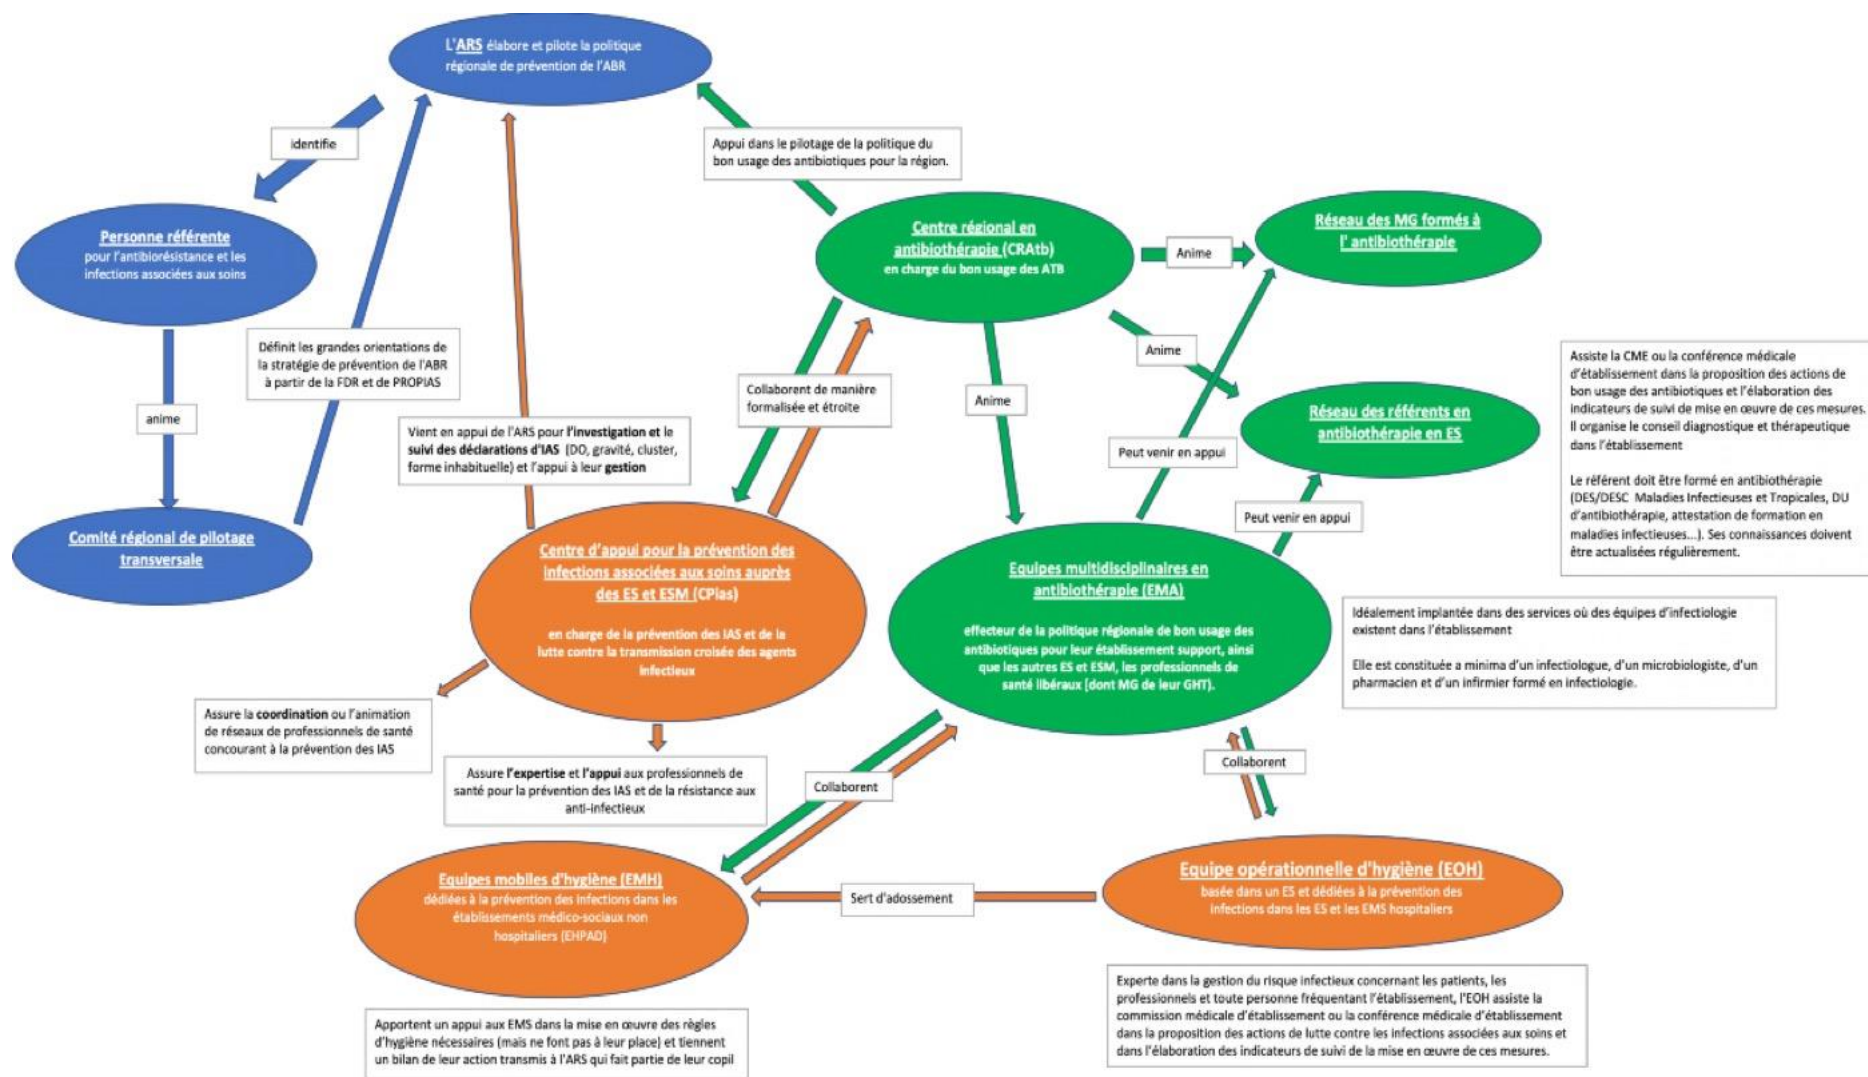 L'ARS élabore et pilote la politique
régionale de prévention de l'ABR
identifie
Appui dans le pilotage de la politique du
bon usage des antibiotiques pour la région.
Personne référente
pour l'antibiorésistance et les
infections associées aux soins
Centre régional en
antibiothérapie (CRAtb)
en charge du bon usage des ATB
Anime
Réseau des MG formés à
l' antibiothérapie
Définit les grandes orientations de
la stratégie de prévention de l'ABR
à partir de la FDR et de PROPIAS
anime
Collaborent de manière
formalisée et étroite
Anime
Anime
Réseau des référents en
antibiothérapie en ES
Assiste la CME ou la conférence médicale
d'établissement dans la proposition des actions de
bon usage des antibiotiques et l'élaboration des
indicateurs de suivi de mise en œuvre de ces mesures.
Il organise le conseil diagnostique et thérapeutique
dans l'établissement
Le référent doit être formé en antibiothérapie
(DES/DESC Maladies Infectieuses et Tropicales, DU
d'antibiothérapie, attestation de formation en
maladies infectieuses...). Ses connaissances doivent
être actualisées régulièrement.
Vient en appui de l'ARS pour l'investigation et le
suivi des déclarations d'IAS (DO, gravité, cluster,
forme inhabituelle) et l'appui à leur gestion
Peut venir en appui
Peut venir en appui
Comité régional de pilotage
transversale
Centre d'appui pour la prévention des
infections associées aux soins auprès
des ES et ESM (CPias)
en charge de la prévention des IAS et de la
lutte contre la transmission croisée des agents
infectieux
Equipes multidisciplinaires en
antibiothérapie (EMA)
effecteur de la politique régionale de bon usage des
antibiotiques pour leur établissement support, ainsi
que les autres ES et ESM, les professionnels de
santé libéraux [dont MG de leur GHT).
Idéalement implantée dans des services où des équipes d'infectiologie
existent dans l'établissement
Elle est constituée a minima d'un infectiologue, d'un microbiologiste, d'un
pharmacien et d'un infirmier formé en infectiologie.
Assure la coordination ou l'animation
de réseaux de professionnels de santé
concourant à la prévention des IAS
Assure l'expertise et l'appui aux professionnels de
santé pour la prévention des IAS et de la résistance aux
anti-infectieux
Collaborent
Collaborent
Equipes mobiles d'hygiène (EMH)
dédiées à la prévention des infections dans les
établissements médico-sociaux non
hospitaliers (EHPAD)
Sert d'adossement
Equipe opérationnelle d'hygiène (EOH)
basée dans un ES et dédiées à la prévention des
infections dans les ES et les EMS hospitaliers
Apportent un appui aux EMS dans la mise en œuvre des règles
d'hygiène nécessaires (mais ne font pas à leur place) et tiennent
un bilan de leur action transmis à l'ARS qui fait partie de leur copil
Experte dans la gestion du risque infectieux concernant les patients, les
professionnels et toute personne fréquentant l'établissement, l'EOH assiste la
commission médicale d'établissement ou la conférence médicale d'établissement
dans la proposition des actions de lutte contre les infections associées aux soins et
dans l'élaboration des indicateurs de suivi de la mise en œuvre de ces mesures.